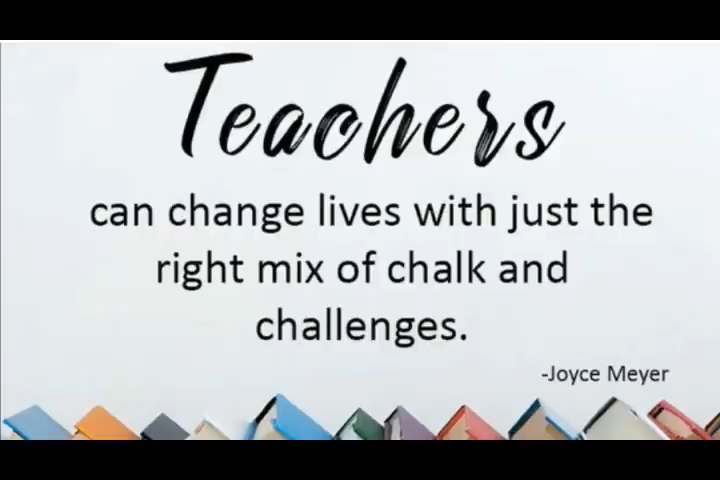 Teachers
can change lives with just the
right mix of chalk and
challenges.
-Joyce Meyer